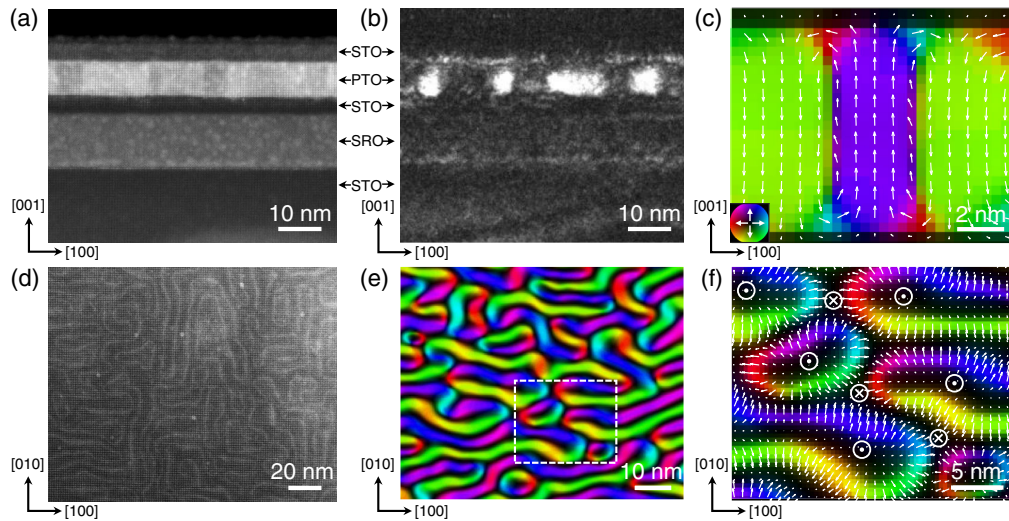 (a)
(b)
(c)
←STO→
←PTO→
←STO→
←SRO→
←STO→
[001]
[100]
10 nm
[001]
[100]
10 nm
[001]
[100]
2 nm
(d)
(e)
(f)
[010]
[100]
20 nm
[010]
[100]
10 nm
[010]
[100]
5 nm